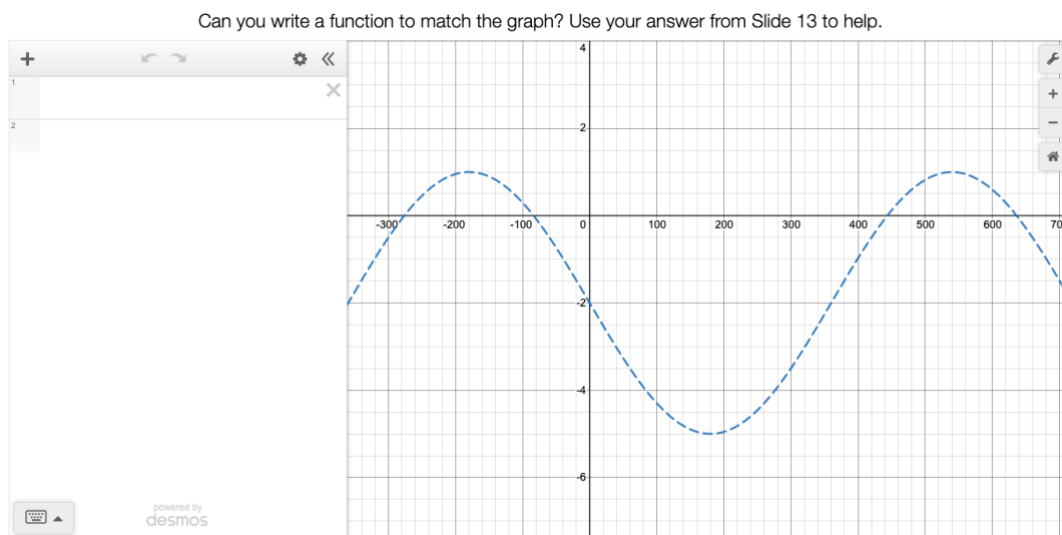 Can you write a function to match the graph? Use your answer from Slide 13 to help.
+
«
1
2
4
2
-300 -200 -100 0 100 200 300 400 500 600 70
-2
-4
-6
+
−
powered by
desmos